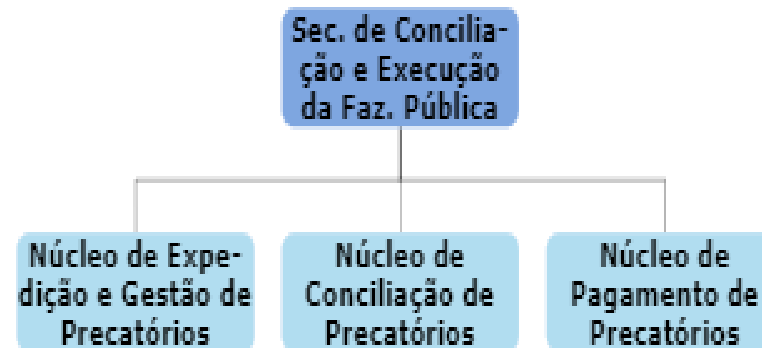 Sec. de Concilia-
ção e Execução
da Faz. Pública
Núcleo de Expe-
dição e Gestão de
Precatórios
Núcleo de
Conciliação de
Precatórios
Núcleo de
Pagamento de
Precatórios